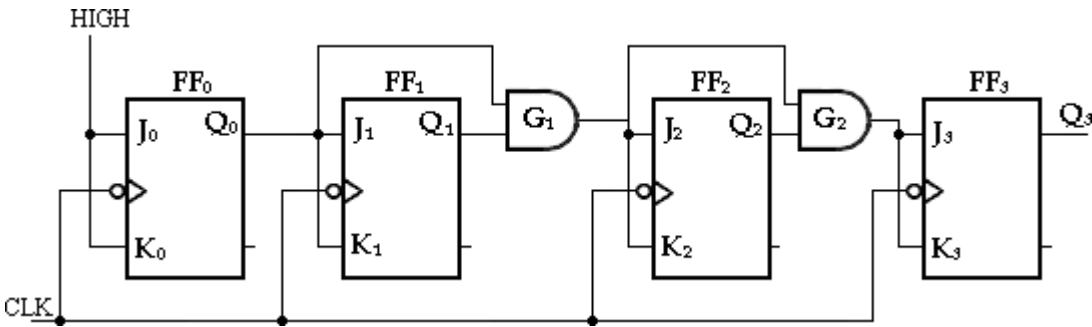 HIGH
FF₀ FF₁ FF₂ FF₃
J₀ Q₀ J₁ Q₁ G₁ J₂ Q₂ G₂ J₃ Q₃
K₀ K₁ K₂ K₃
CLK